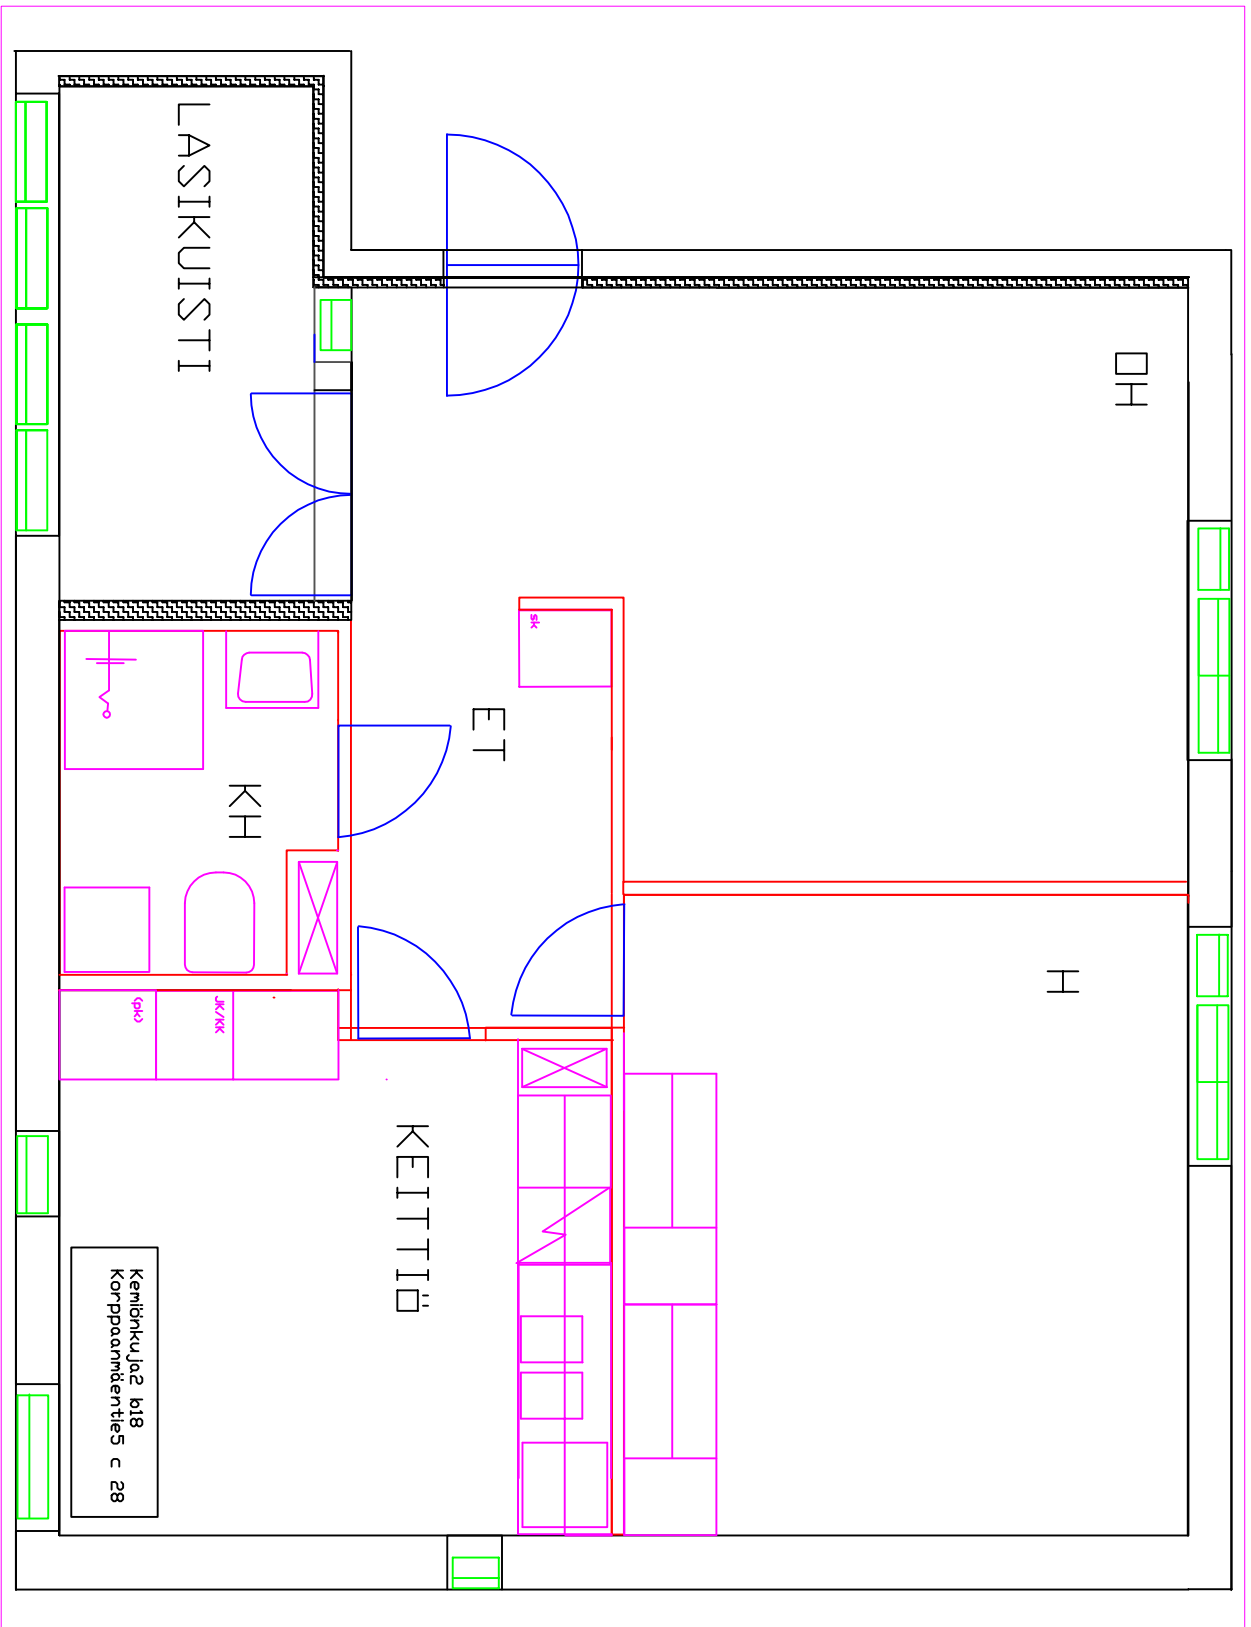 OH
H
sk
ET
KEITTIÖ
KH
JK/KK
(pk)
LASIKUISTI
Kemiönkuja2 b18
Korppaanmäentie5 c 28